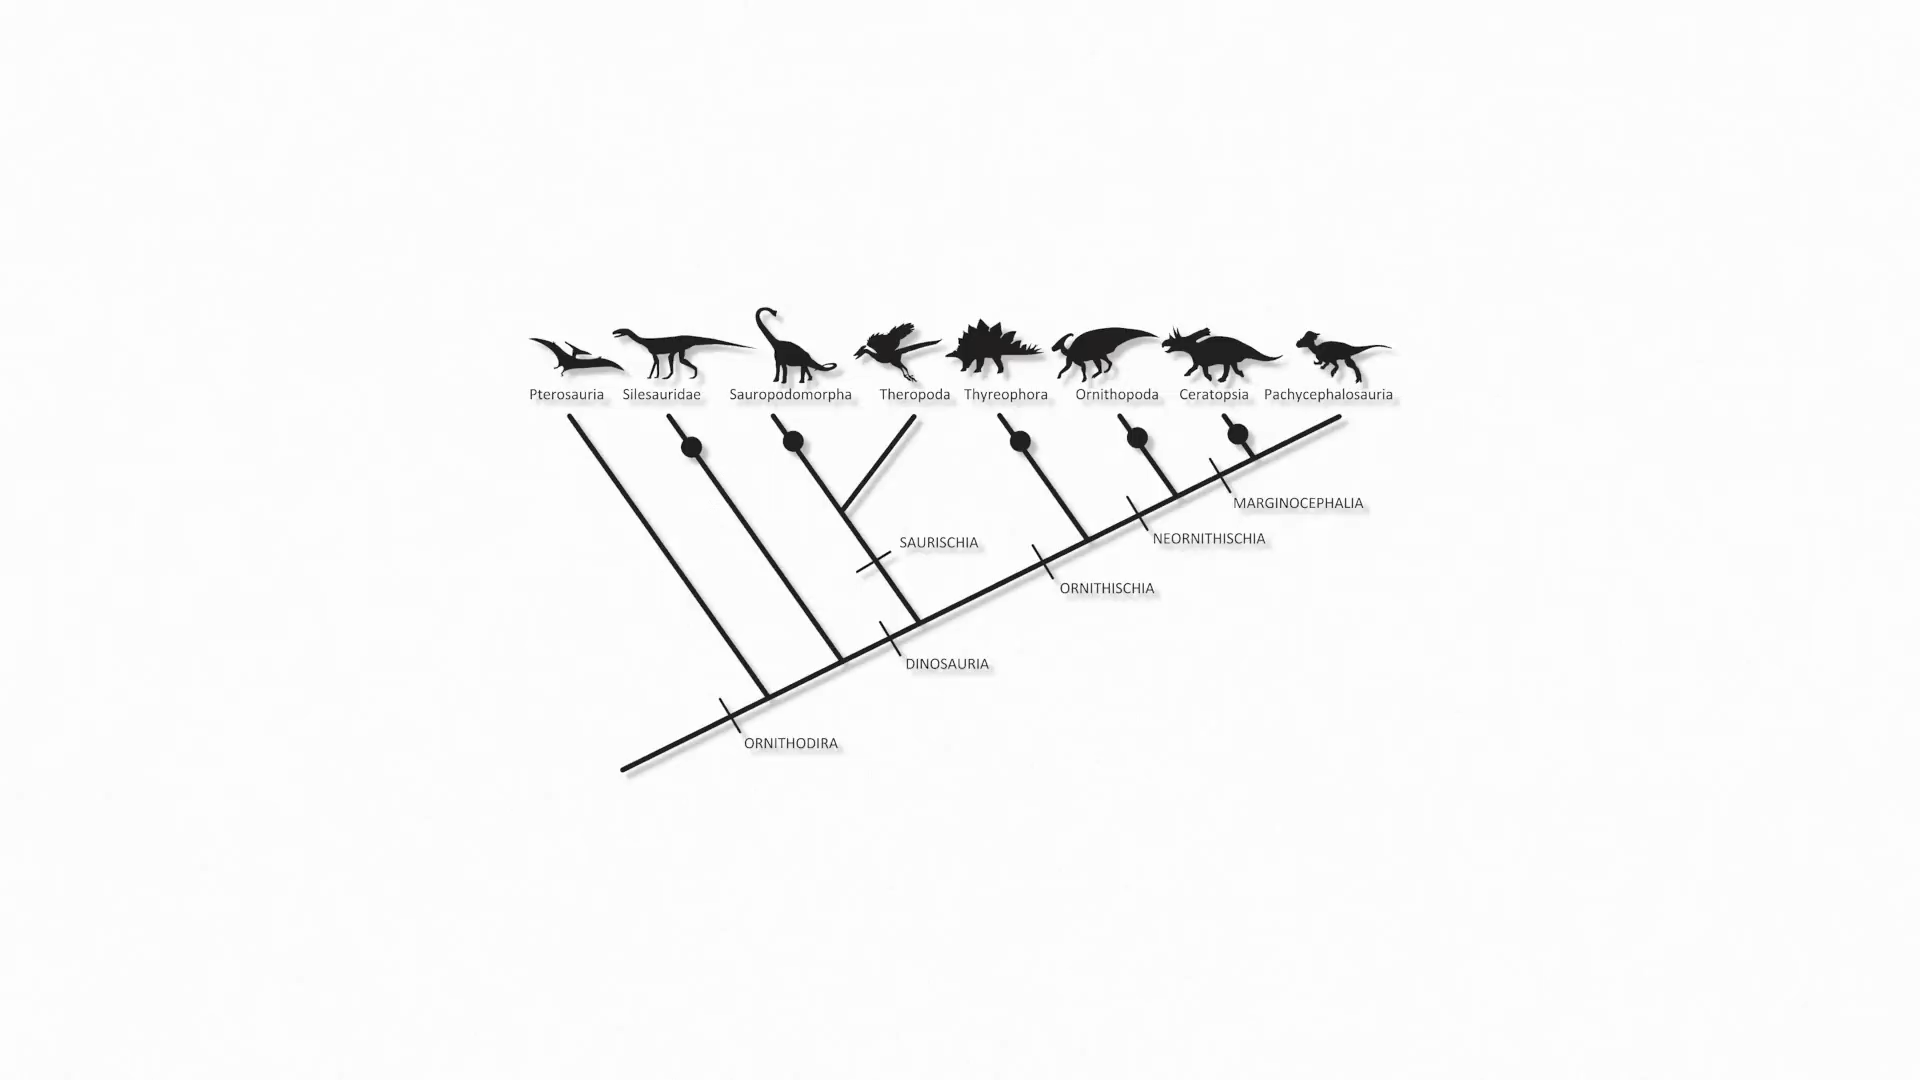 Pterosauria
Silesauridae
Sauropodomorpha
Theropoda
Thyreophora
Ornithopoda
Ceratopsia
Pachycephalosauria
MARGINOCEPHALIA
NEORNITHISCHIA
SAURISCHIA
ORNITHISCHIA
DINOSAURIA
ORNITHODIRA